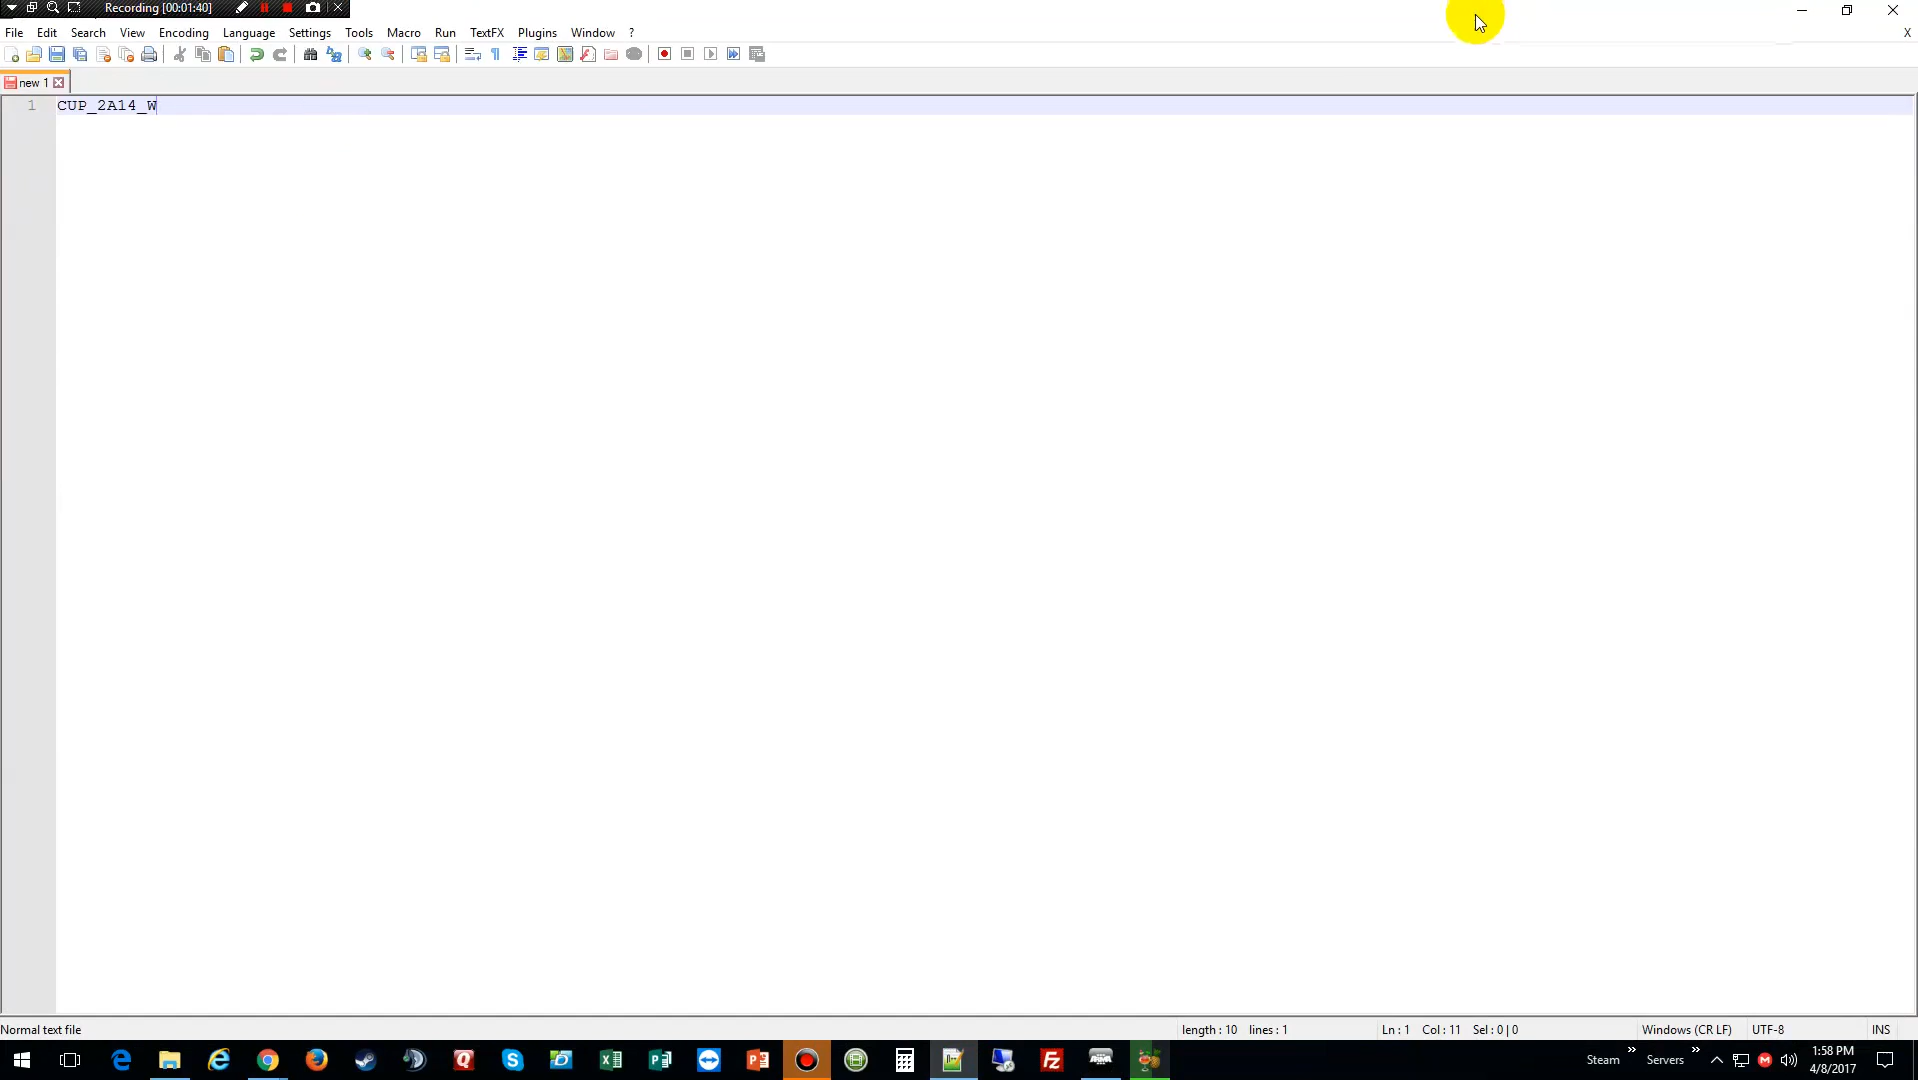 Recording [00:01:40]
File Edit Search View Encoding Language Settings Tools Macro Run TextFX Plugins Window ? X
new 1
1 CUP_2A14_W
Normal text file length : 10 lines : 1 Ln : 1 Col : 11 Sel : 0 | 0 Windows (CR LF) UTF-8 INS
Steam » Servers » 1:58 PM
4/8/2017